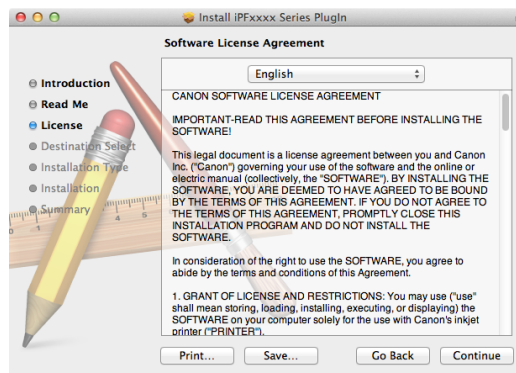 Install iPFxxxx Series PlugIn
Software License Agreement
Introduction
Read Me
License
Destination Select
Installation Type
Installation
Summary
English
CANON SOFTWARE LICENSE AGREEMENT
IMPORTANT-READ THIS AGREEMENT BEFORE INSTALLING THE
SOFTWARE!
This legal document is a license agreement between you and Canon
Inc. ("Canon") governing your use of the software and the online or
electric manual (collectively, the "SOFTWARE"). BY INSTALLING THE
SOFTWARE, YOU ARE DEEMED TO HAVE AGREED TO BE BOUND
BY THE TERMS OF THIS AGREEMENT. IF YOU DO NOT AGREE TO
THE TERMS OF THIS AGREEMENT, PROMPTLY CLOSE THIS
INSTALLATION PROGRAM AND DO NOT INSTALL THE
SOFTWARE.
In consideration of the right to use the SOFTWARE, you agree to
abide by the terms and conditions of this Agreement.
1. GRANT OF LICENSE AND RESTRICTIONS: You may use ("use"
shall mean storing, loading, installing, executing, or displaying) the
SOFTWARE on your computer solely for the use with Canon's inkjet
printer ("PRINTER").
0 1 4 5
Print...
Save...
Go Back
Continue